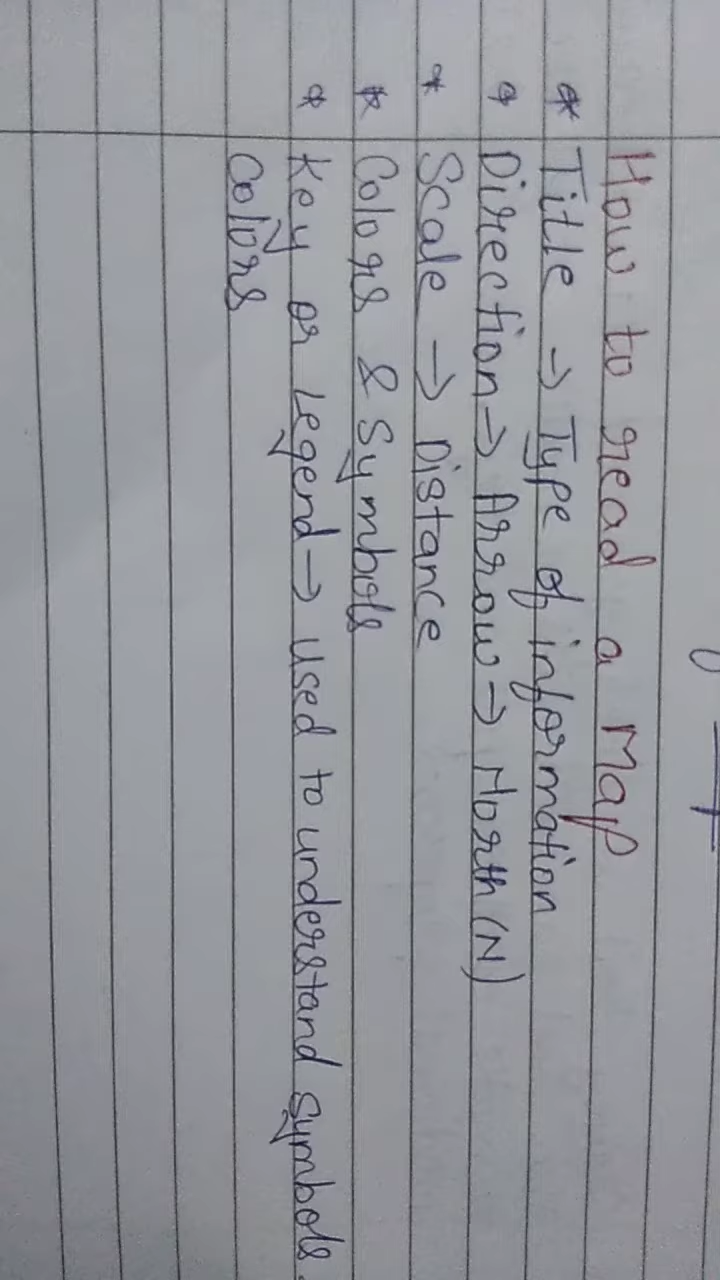 How to read a Map
* Title → Type of information
* Direction → Arrow → North (N)
* Scale → Distance
* Colors & Symbols
* Key or Legend → used to understand symbols.
Colors